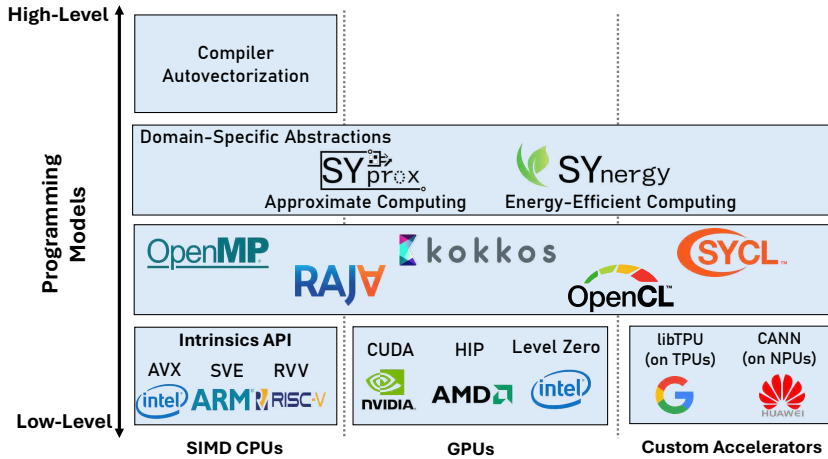 High-Level
Compiler
Autovectorization
Domain-Specific Abstractions
SYprox
SYnergy
Approximate Computing
Energy-Efficient Computing
Programming
Models
OpenMP
kokkos
SYCL™
RAJA
OpenCL™
Intrinsics API
AVX SVE RVV
intel ARM RISC-V
CUDA HIP Level Zero
NVIDIA. AMD intel
libTPU
(on TPUs)
CANN
(on NPUs)
G
HUAWEI
Low-Level
SIMD CPUs
GPUs
Custom Accelerators